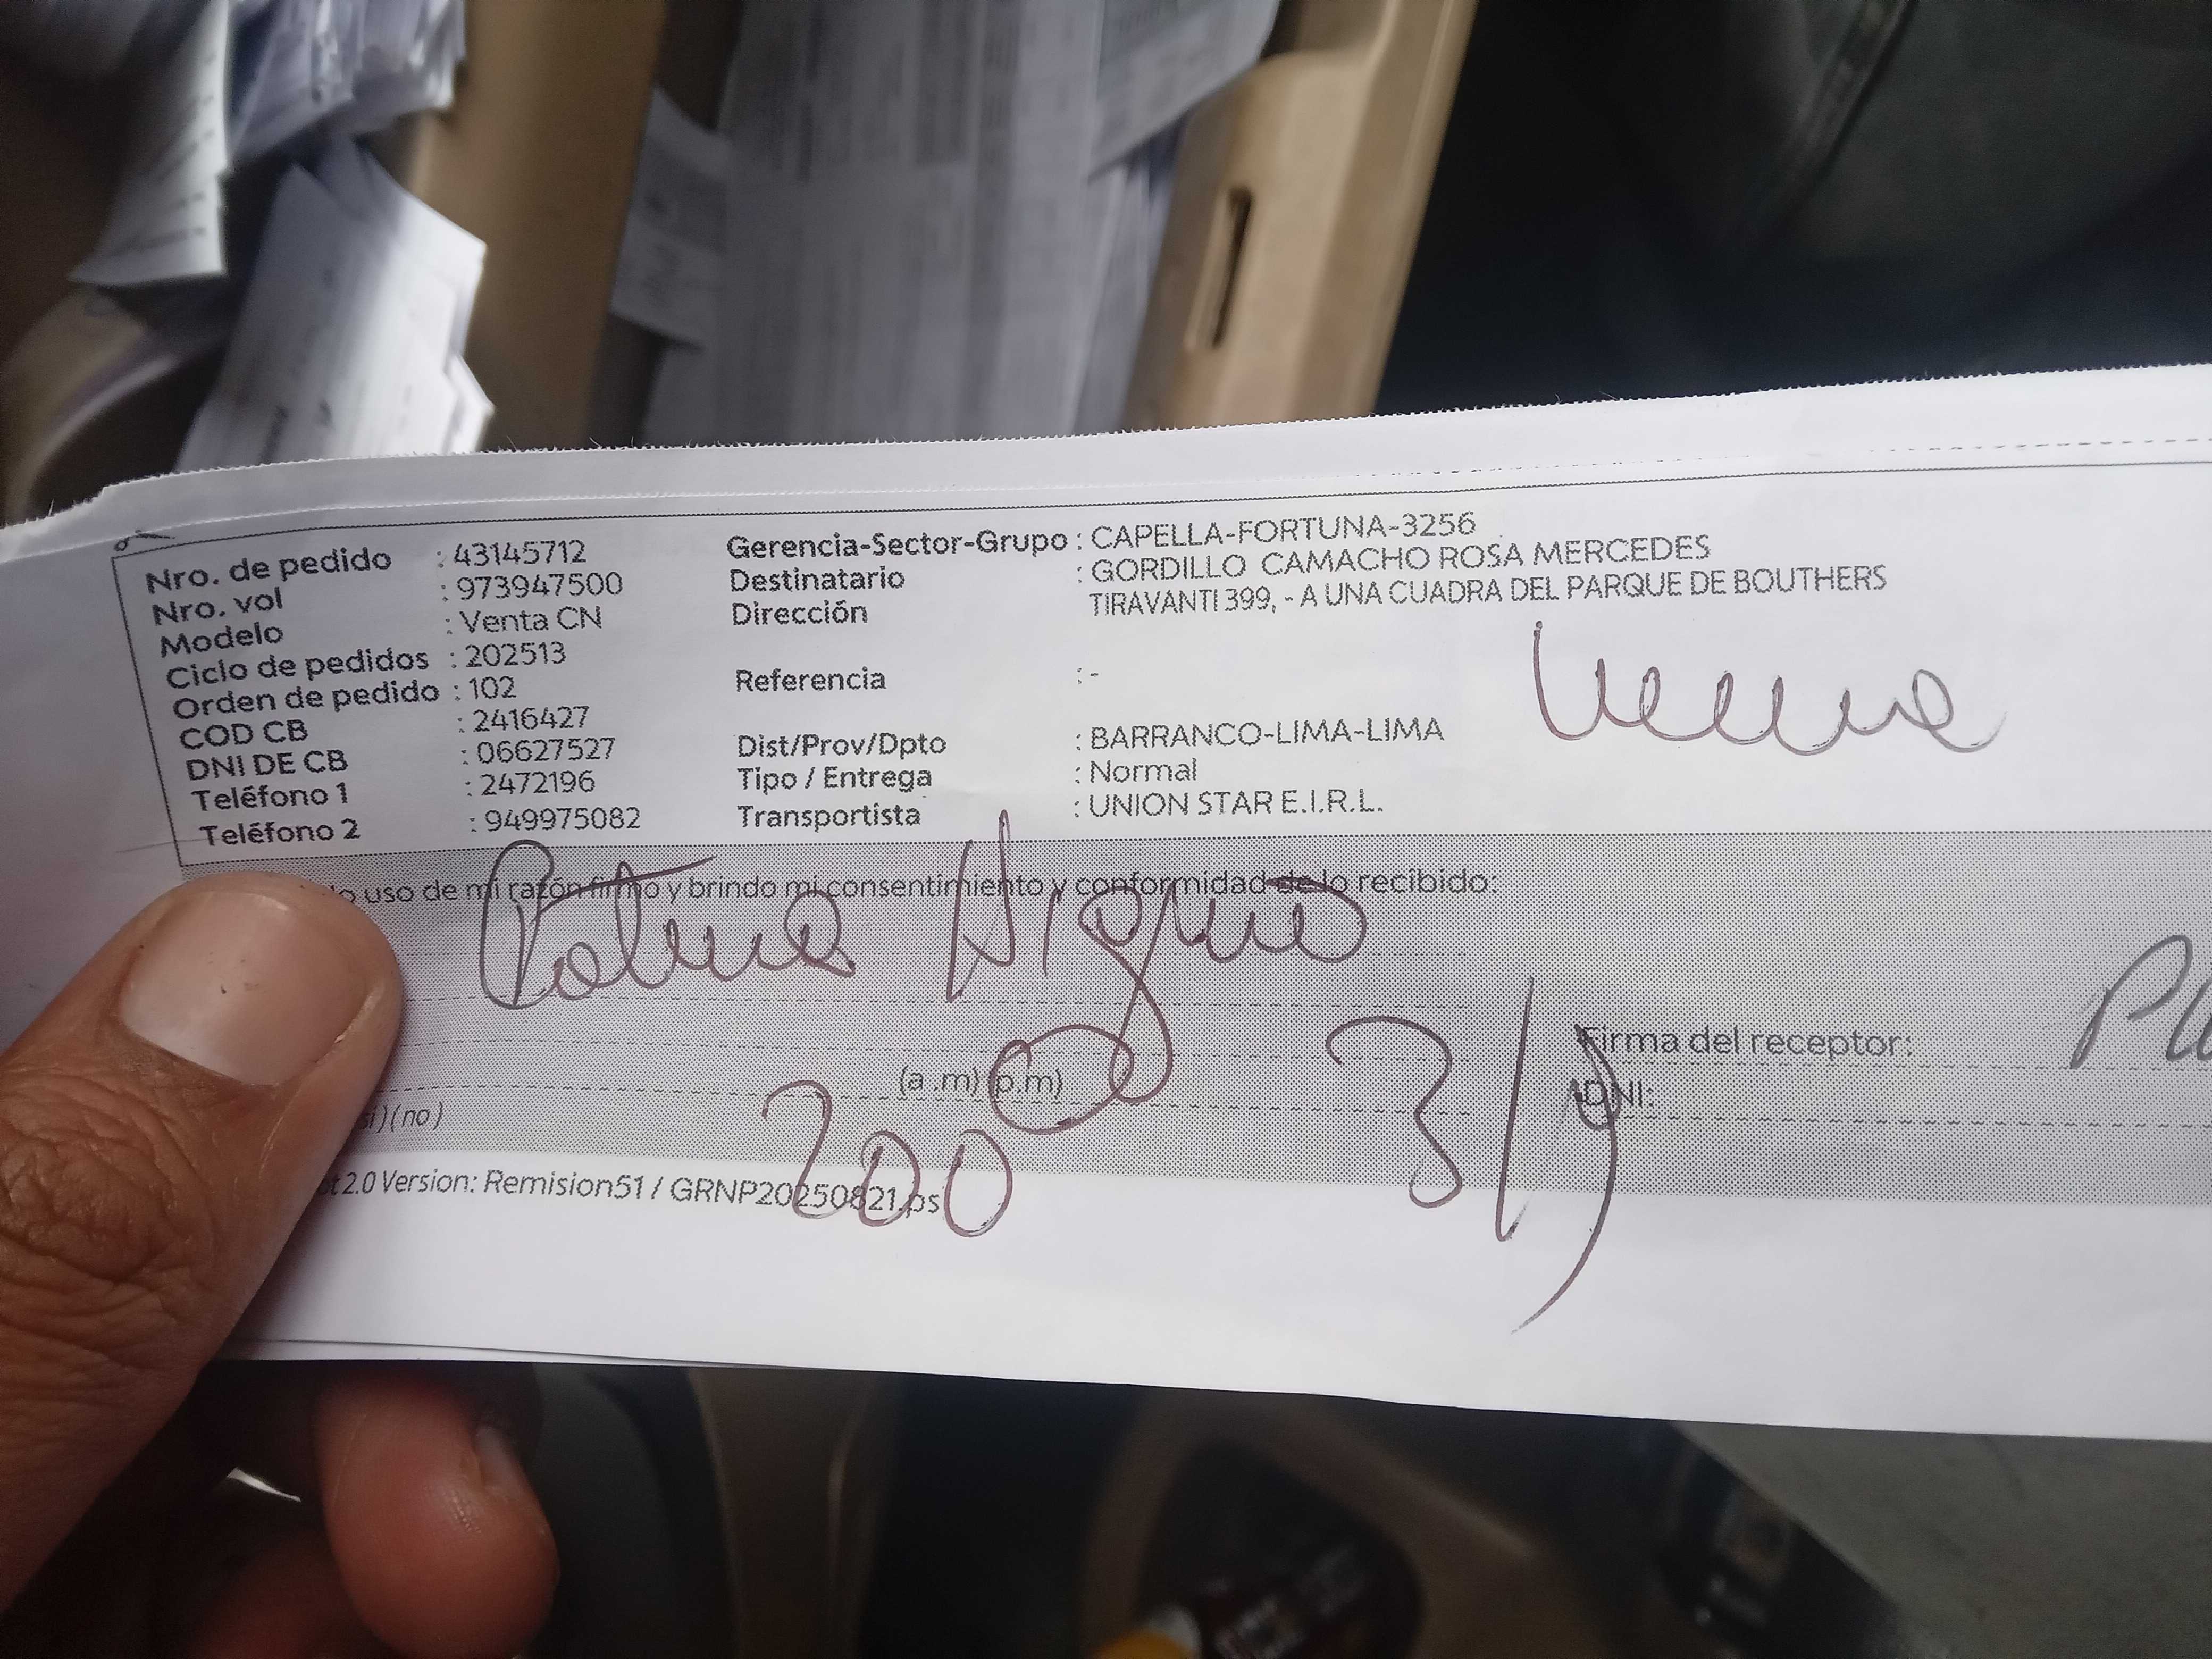 Nro. de pedido : 43145712
Nro. vol : 973947500
Modelo : Venta CN
Ciclo de pedidos : 202513
Orden de pedido : 102
COD CB : 2416427
DNI DE CB : 06627527
Teléfono 1 : 2472196
Teléfono 2 : 949975082
Gerencia-Sector-Grupo : CAPELLA-FORTUNA-3256
Destinatario : GORDILLO CAMACHO ROSA MERCEDES
Dirección TIRAVANTI 399, - A UNA CUADRA DEL PARQUE DE BOUTHERS
Referencia : -
Dist/Prov/Dpto : BARRANCO-LIMA-LIMA
Tipo / Entrega : Normal
Transportista : UNION STAR E.I.R.L.
uso de mi razón firmo y brindo mi consentimiento y conformidad de lo recibido:
Firma del receptor:
(a .m) (p.m)
DNI:
200
3/9
si ) ( no )
2.0 Version: Remision51 / GRNP20250821.ps